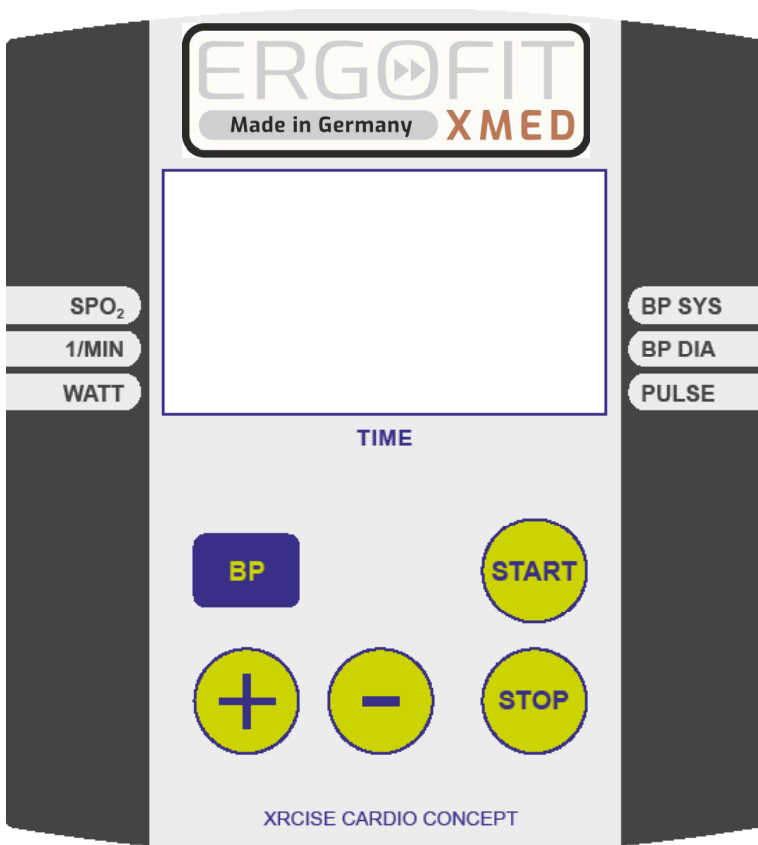 ERGOFIT
Made in Germany XMED
SPO₂
1/MIN
WATT
BP SYS
BP DIA
PULSE
TIME
BP
START
+
-
STOP
XRCISE CARDIO CONCEPT